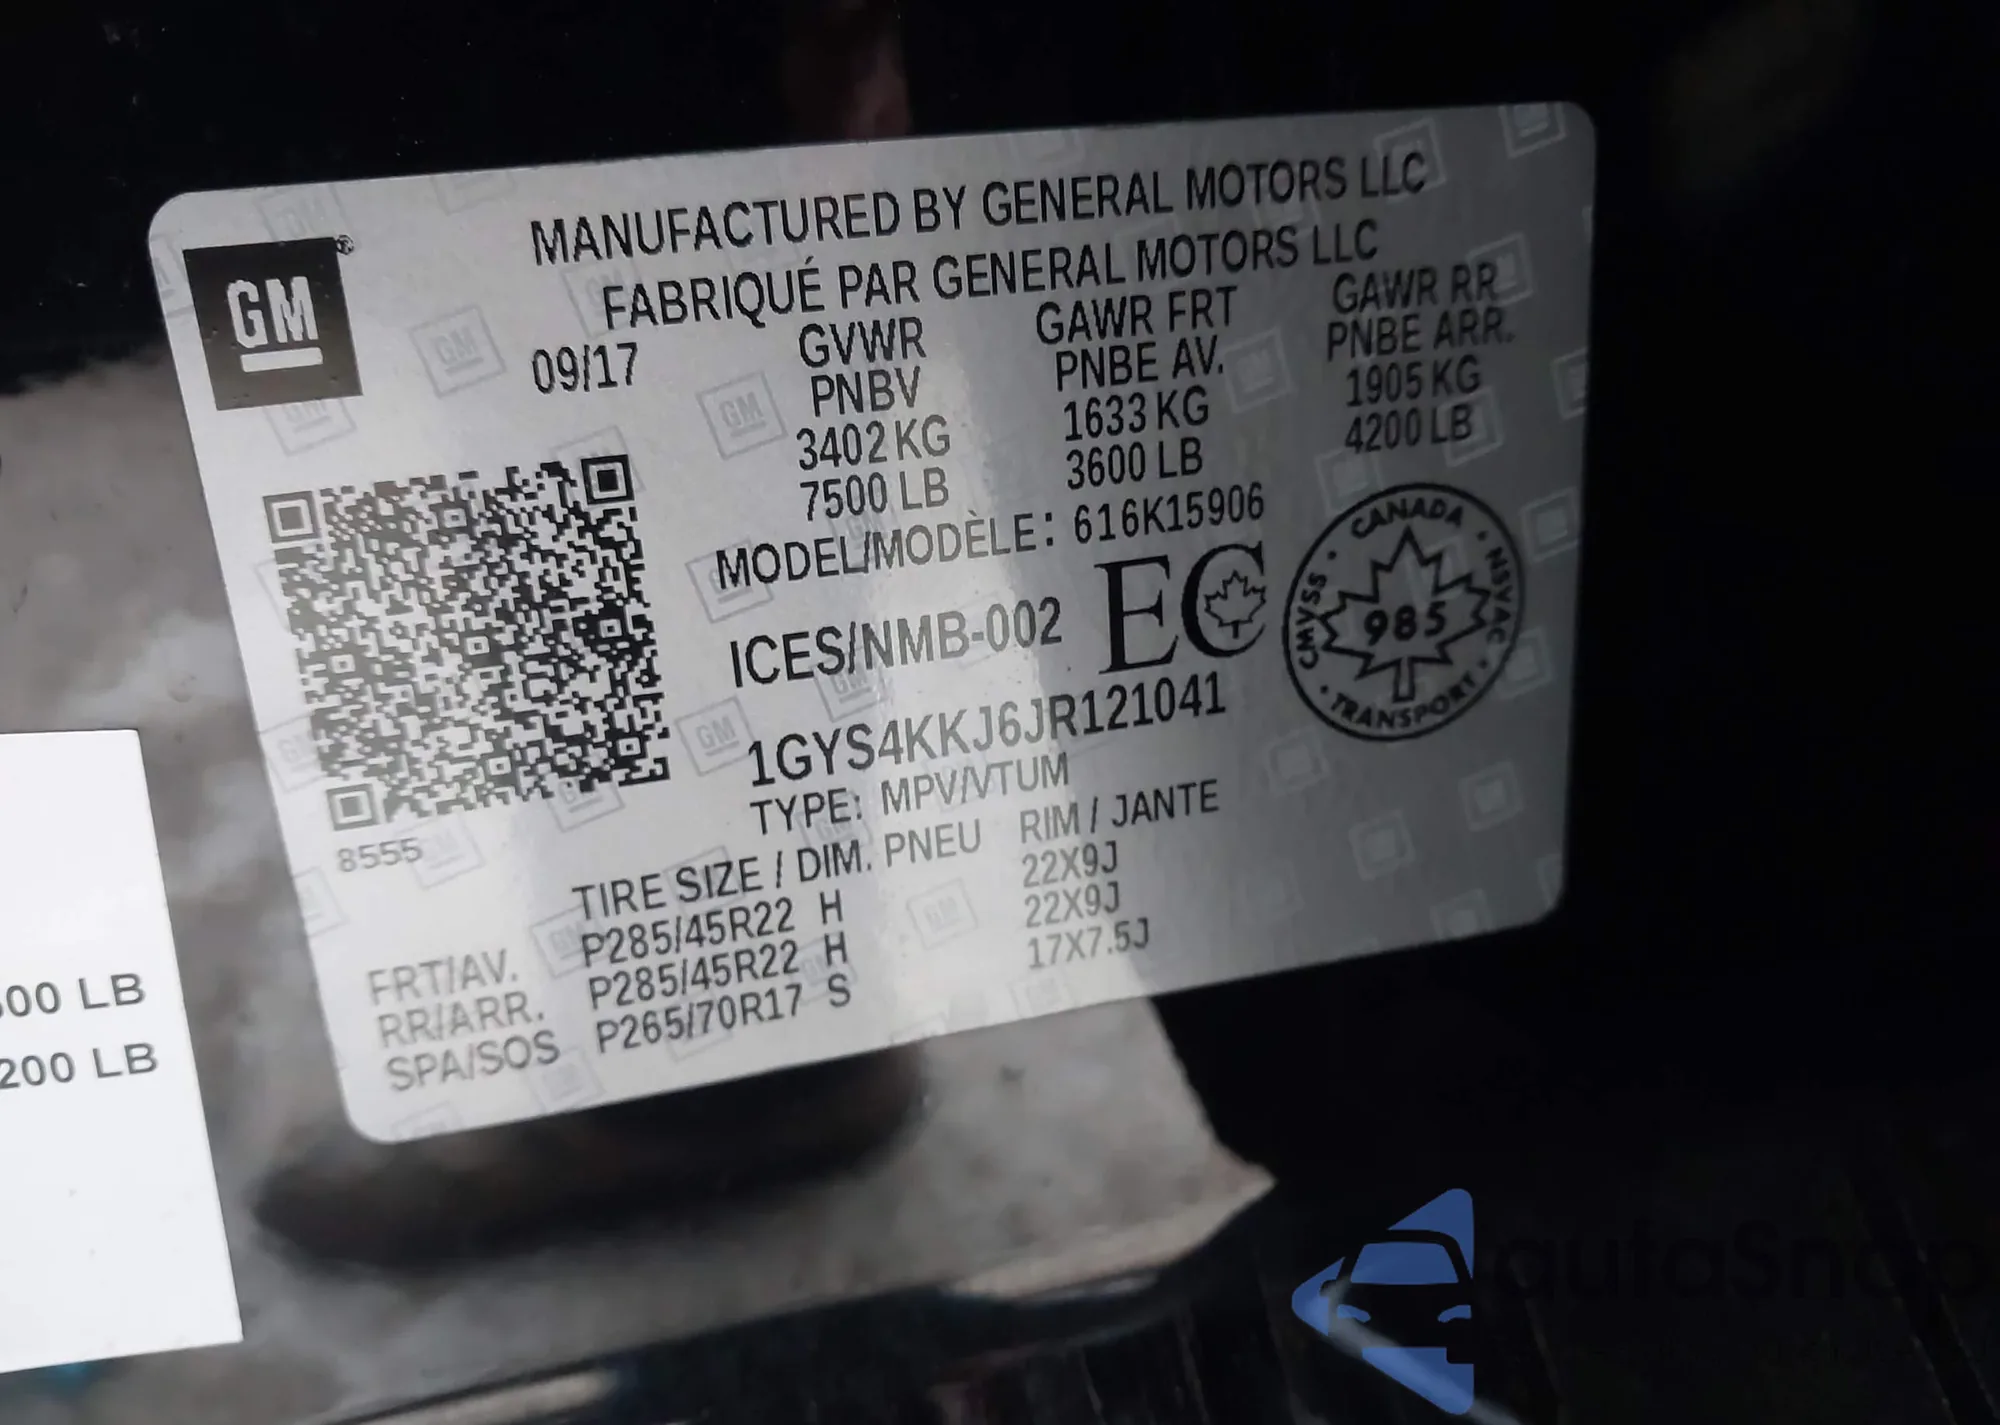 MANUFACTURED BY GENERAL MOTORS LLC
FABRIQUÉ PAR GENERAL MOTORS LLC
GM ®
09/17
GVWR GAWR FRT GAWR RR
PNBV PNBE AV. PNBE ARR.
3402 KG 1633 KG 1905 KG
7500 LB 3600 LB 4200 LB
MODEL/MODÈLE: 616K15906
ICES/NMB-002 EC
CANADA · NSVAC · TRANSPORT · CMVSS ·
985
1GYS4KKJ6JR121041
TYPE: MPV/VTUM
8555
TIRE SIZE / DIM. PNEU RIM / JANTE
FRT/AV. P285/45R22 H 22X9J
RR/ARR. P285/45R22 H 22X9J
SPA/SOS P265/70R17 S 17X7.5J
00 LB
200 LB
autoSnap